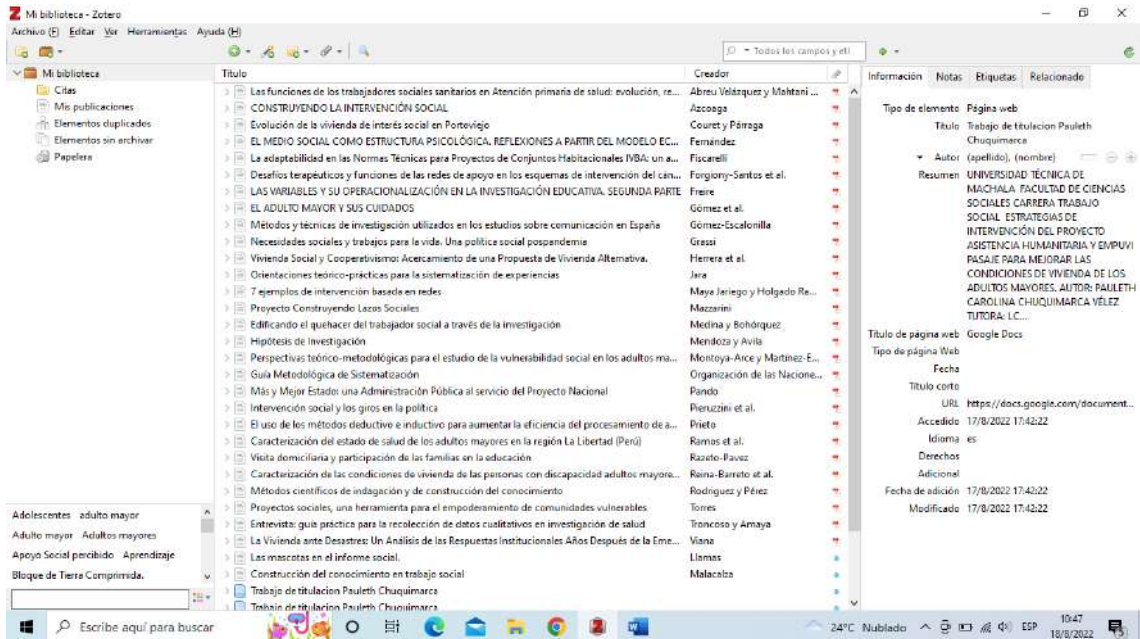 Mi biblioteca - Zotero
Archivo (F) Editar Ver Herramientas Ayuda (H)
Todos los campos y eti
Mi biblioteca
Citas
Mis publicaciones
Elementos duplicados
Elementos sin archivar
Papelera
Título Creador
Las funciones de los trabajadores sociales sanitarios en Atención primaria de salud: evolución, re... Abreu Velázquez y Mahtani ...
CONSTRUYENDO LA INTERVENCIÓN SOCIAL Azcoaga
Evolución de la vivienda de interés social en Portoviejo Couret y Párraga
EL MEDIO SOCIAL COMO ESTRUCTURA PSICOLÓGICA. REFLEXIONES A PARTIR DEL MODELO EC... Fernández
La adaptabilidad en las Normas Técnicas para Proyectos de Conjuntos Habitacionales IVBA: un a... Fiscarelli
Desafíos terapéuticos y funciones de las redes de apoyo en los esquemas de intervención del cán... Forgiony-Santos et al.
LAS VARIABLES Y SU OPERACIONALIZACIÓN EN LA INVESTIGACIÓN EDUCATIVA. SEGUNDA PARTE Freire
EL ADULTO MAYOR Y SUS CUIDADOS Gómez et al.
Métodos y técnicas de investigación utilizados en los estudios sobre comunicación en España Gómez-Escalonilla
Necesidades sociales y trabajos para la vida. Una política social pospandemia Grassi
Vivienda Social y Cooperativismo: Acercamiento de una Propuesta de Vivienda Alternativa. Herrera et al.
Orientaciones teórico-prácticas para la sistematización de experiencias Jara
7 ejemplos de intervención basada en redes Maya Jariego y Holgado Ra...
Proyecto Construyendo Lazos Sociales Mazzarini
Edificando el quehacer del trabajador social a través de la investigación Medina y Bohórquez
Hipótesis de Investigación Mendoza y Avila
Perspectivas teórico-metodológicas para el estudio de la vulnerabilidad social en los adultos ma... Montoya-Arce y Martínez-E...
Guía Metodológica de Sistematización Organización de las Nacione...
Más y Mejor Estado: una Administración Pública al servicio del Proyecto Nacional Pando
Intervención social y los giros en la política Pieruzzini et al.
El uso de los métodos deductivo e inductivo para aumentar la eficiencia del procesamiento de a... Prieto
Caracterización del estado de salud de los adultos mayores en la región La Libertad (Perú) Ramos et al.
Visita domiciliaria y participación de las familias en la educación Razeto-Pavez
Caracterización de las condiciones de vivienda de las personas con discapacidad adultos mayore... Reina-Barreto et al.
Métodos científicos de indagación y de construcción del conocimiento Rodríguez y Pérez
Proyectos sociales, una herramienta para el empoderamiento de comunidades vulnerables Torres
Entrevista: guía práctica para la recolección de datos cualitativos en investigación de salud Troncoso y Amaya
La Vivienda ante Desastres: Un Análisis de las Respuestas Institucionales Años Después de la Eme... Viana
Las mascotas en el informe social. Llamas
Construcción del conocimiento en trabajo social Malacalza
Trabajo de titulacion Pauleth Chuquimarca
Trabajo de titulacion Pauleth Chuquimarca
Adolescentes adulto mayor
Adulto mayor Adultos mayores
Apoyo Social percibido Aprendizaje
Bloque de Tierra Comprimida.
Información Notas Etiquetas Relacionado
Tipo de elemento Página web
Título Trabajo de titulacion Pauleth
Chuquimarca
Autor (apellido), (nombre)
Resumen UNIVERSIDAD TÉCNICA DE
MACHALA FACULTAD DE CIENCIAS
SOCIALES CARRERA TRABAJO
SOCIAL ESTRATEGIAS DE
INTERVENCIÓN DEL PROYECTO
ASISTENCIA HUMANITARIA Y EMPUVI
PASAJE PARA MEJORAR LAS
CONDICIONES DE VIVIENDA DE LOS
ADULTOS MAYORES. AUTOR: PAULETH
CAROLINA CHUQUIMARCA VÉLEZ
TUTORA: LC...
Título de página web Google Docs
Tipo de página Web
Fecha
Título corto
URL https://docs.google.com/document...
Accedido 17/8/2022 17:42:22
Idioma es
Derechos
Adicional
Fecha de adición 17/8/2022 17:42:22
Modificado 17/8/2022 17:42:22
Escribe aquí para buscar
24°C Nublado
ESP
10:47
18/8/2022